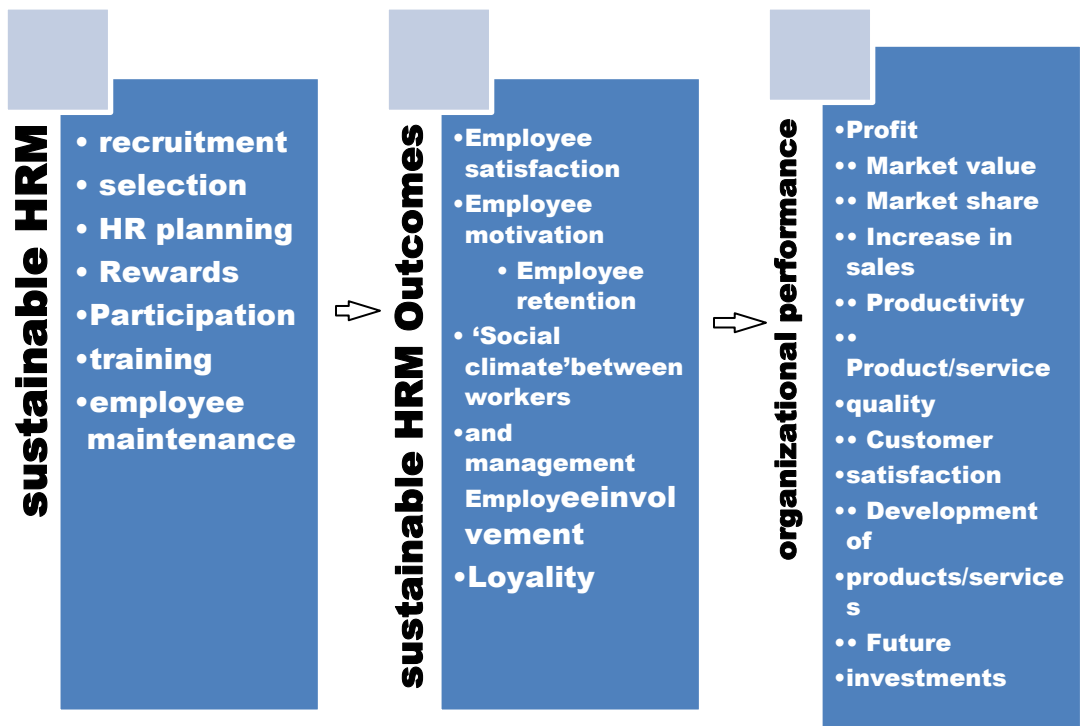 sustainable HRM
• recruitment
• selection
• HR planning
• Rewards
•Participation
•training
•employee
maintenance
sustainable HRM Outcomes
•Employee
satisfaction
•Employee
motivation
• Employee
retention
• ‘Social
climate’between
workers
•and
management
Employeeinvol
vement
•Loyality
organizational performance
•Profit
•• Market value
•• Market share
•• Increase in
sales
•• Productivity
••
Product/service
•quality
•• Customer
•satisfaction
•• Development
of
•products/service
s
•• Future
•investments